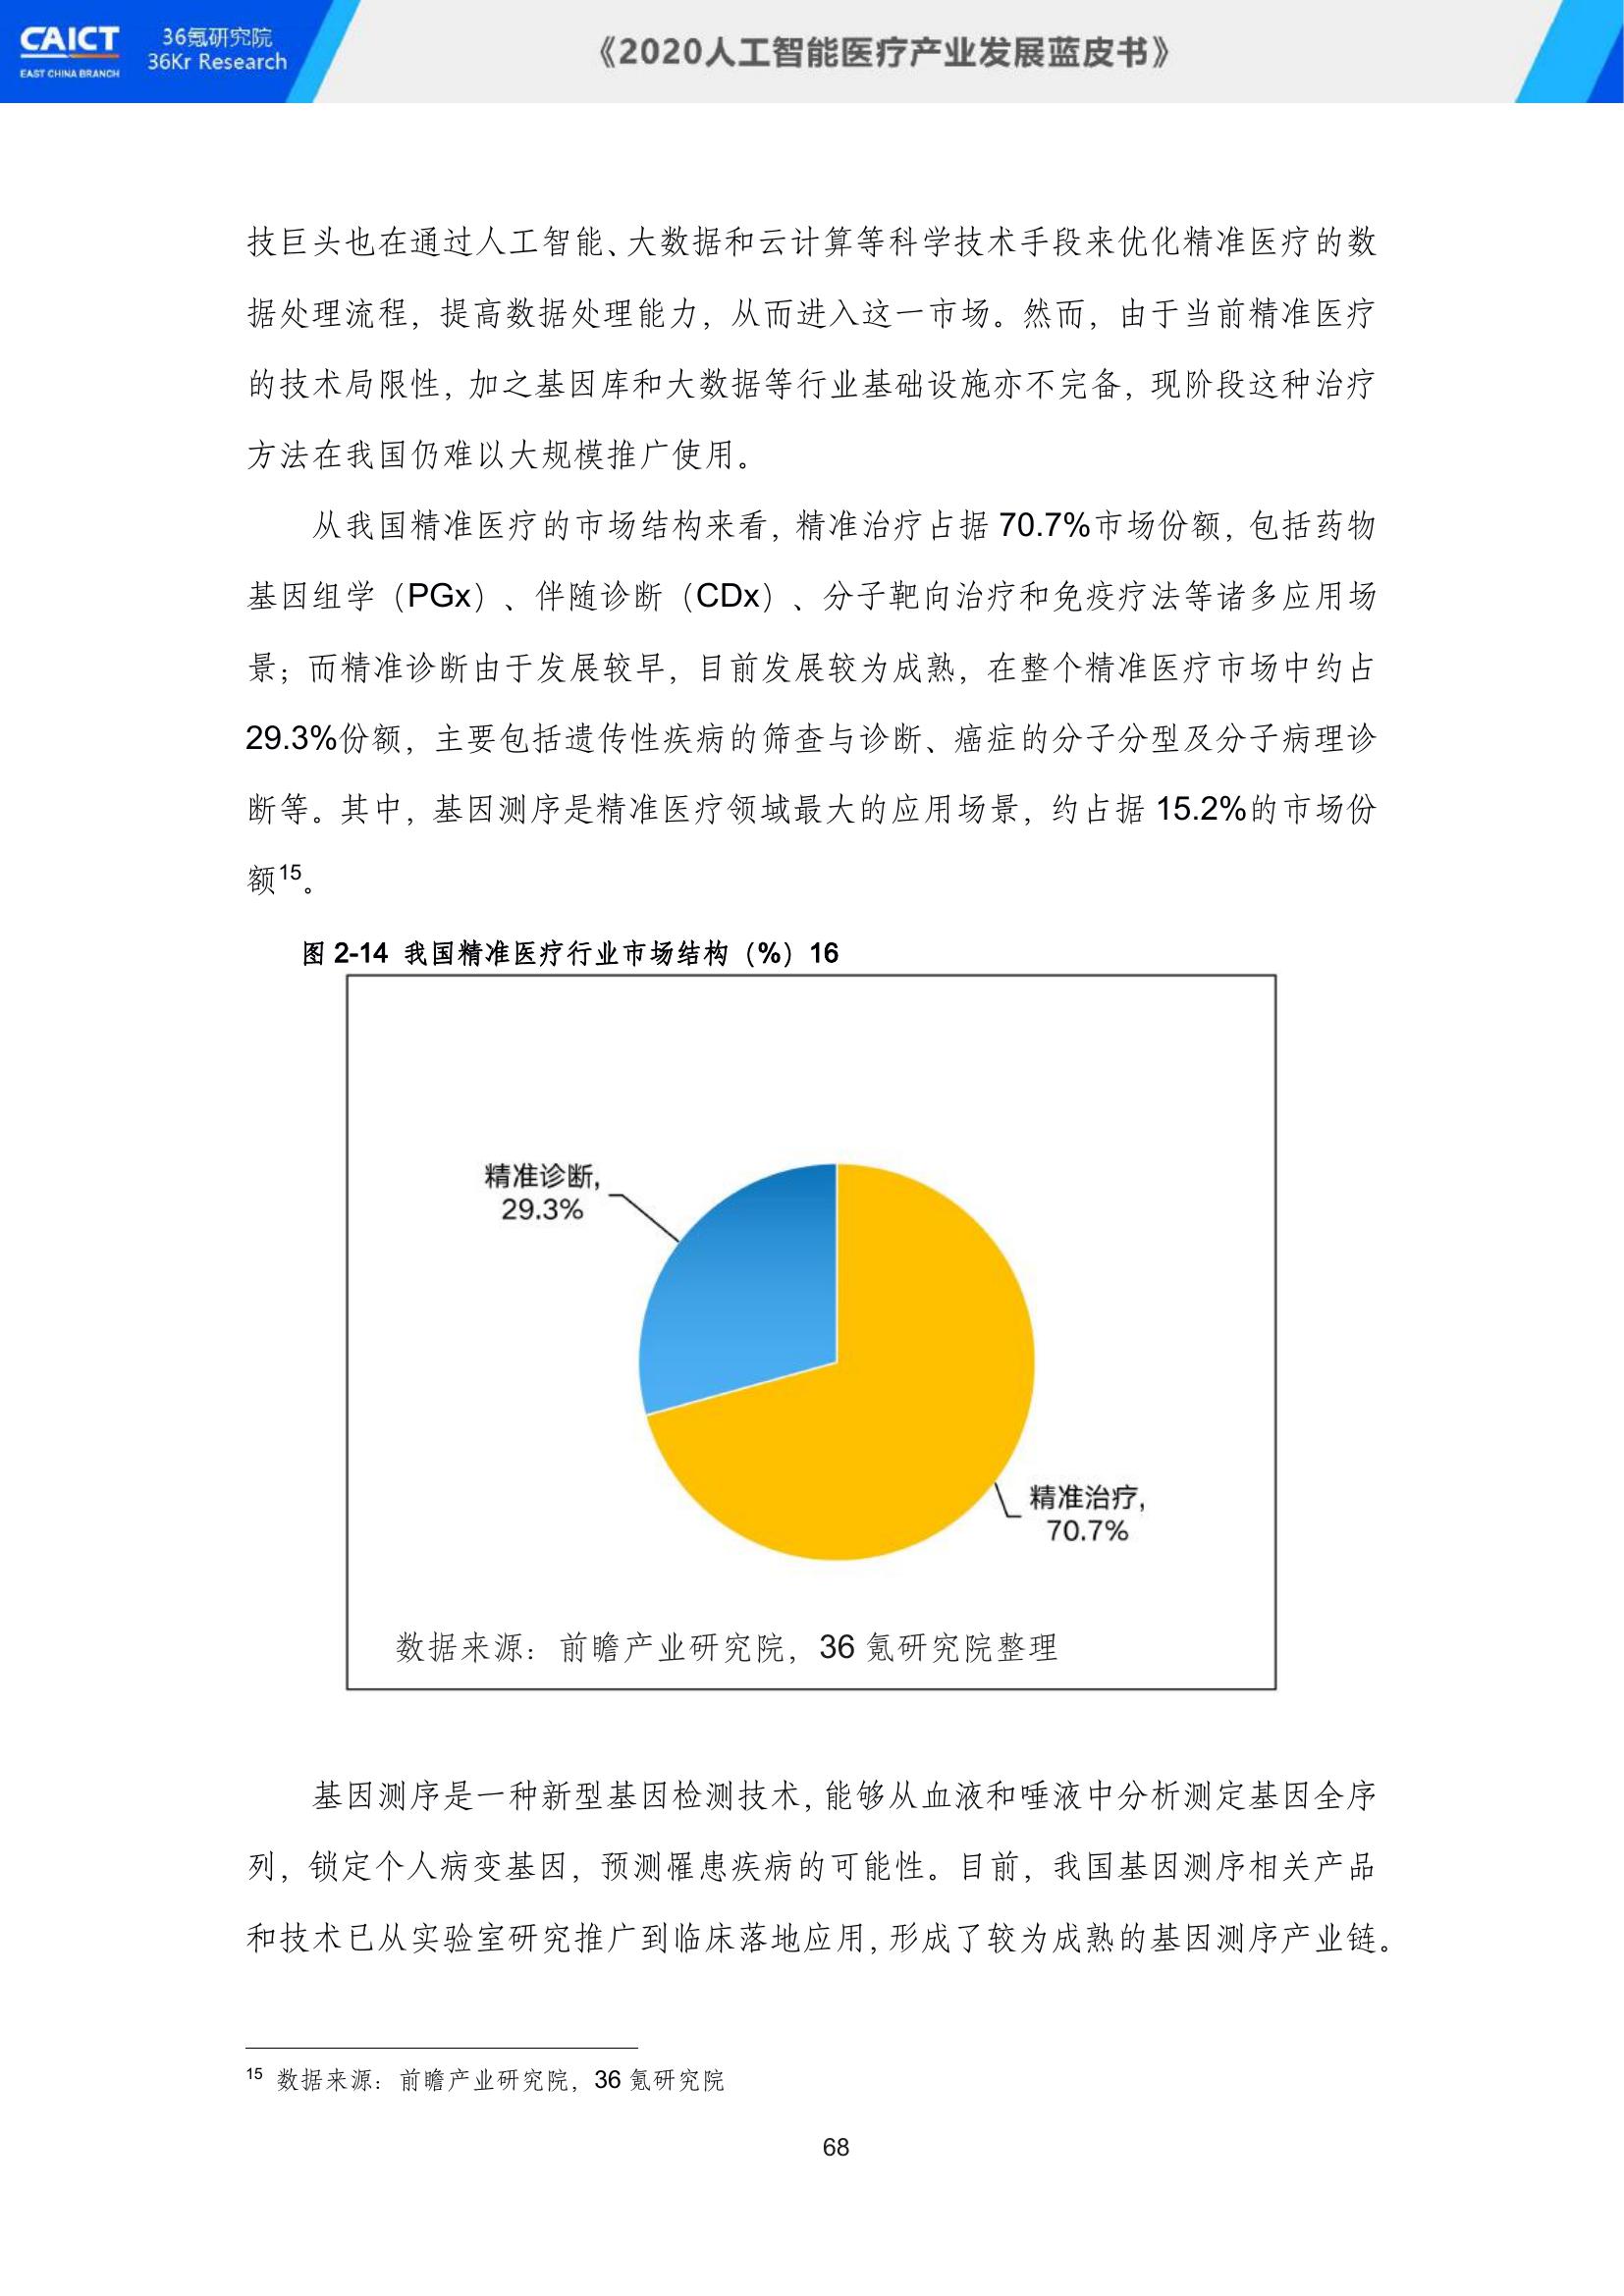 CAICT
EAST CHINA BRANCH
36氪研究院
36Kr Research
《2020人工智能医疗产业发展蓝皮书》
技巨头也在通过人工智能、大数据和云计算等科学技术手段来优化精准医疗的数
据处理流程，提高数据处理能力，从而进入这一市场。然而，由于当前精准医疗
的技术局限性，加之基因库和大数据等行业基础设施亦不完备，现阶段这种治疗
方法在我国仍难以大规模推广使用。
从我国精准医疗的市场结构来看，精准治疗占据 70.7%市场份额，包括药物
基因组学（PGx）、伴随诊断（CDx）、分子靶向治疗和免疫疗法等诸多应用场
景；而精准诊断由于发展较早，目前发展较为成熟，在整个精准医疗市场中约占
29.3%份额，主要包括遗传性疾病的筛查与诊断、癌症的分子分型及分子病理诊
断等。其中，基因测序是精准医疗领域最大的应用场景，约占据 15.2%的市场份
额15。
图 2-14 我国精准医疗行业市场结构（%）16
精准诊断,
29.3%
精准治疗,
70.7%
数据来源：前瞻产业研究院，36 氪研究院整理
基因测序是一种新型基因检测技术，能够从血液和唾液中分析测定基因全序
列，锁定个人病变基因，预测罹患疾病的可能性。目前，我国基因测序相关产品
和技术已从实验室研究推广到临床落地应用，形成了较为成熟的基因测序产业链。
15 数据来源：前瞻产业研究院，36 氪研究院
68